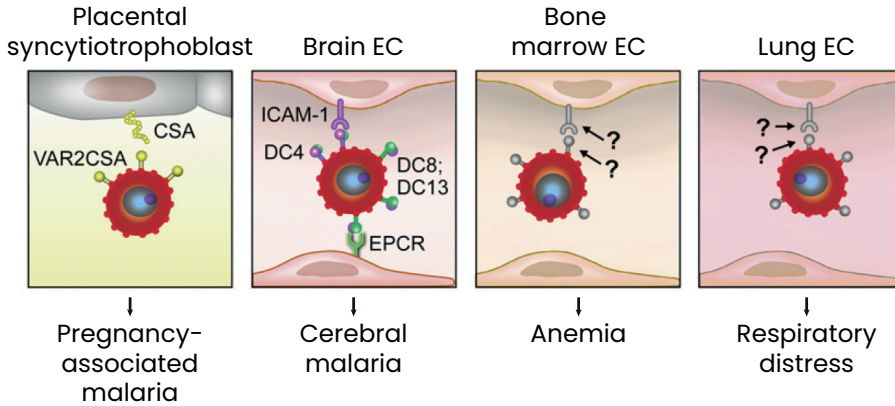 Placental
syncytiotrophoblast
Brain EC
Bone
marrow EC
Lung EC
CSA
VAR2CSA
ICAM-1
DC4
DC8;
DC13
EPCR
?
?
?
?
Pregnancy-
associated
malaria
Cerebral
malaria
Anemia
Respiratory
distress